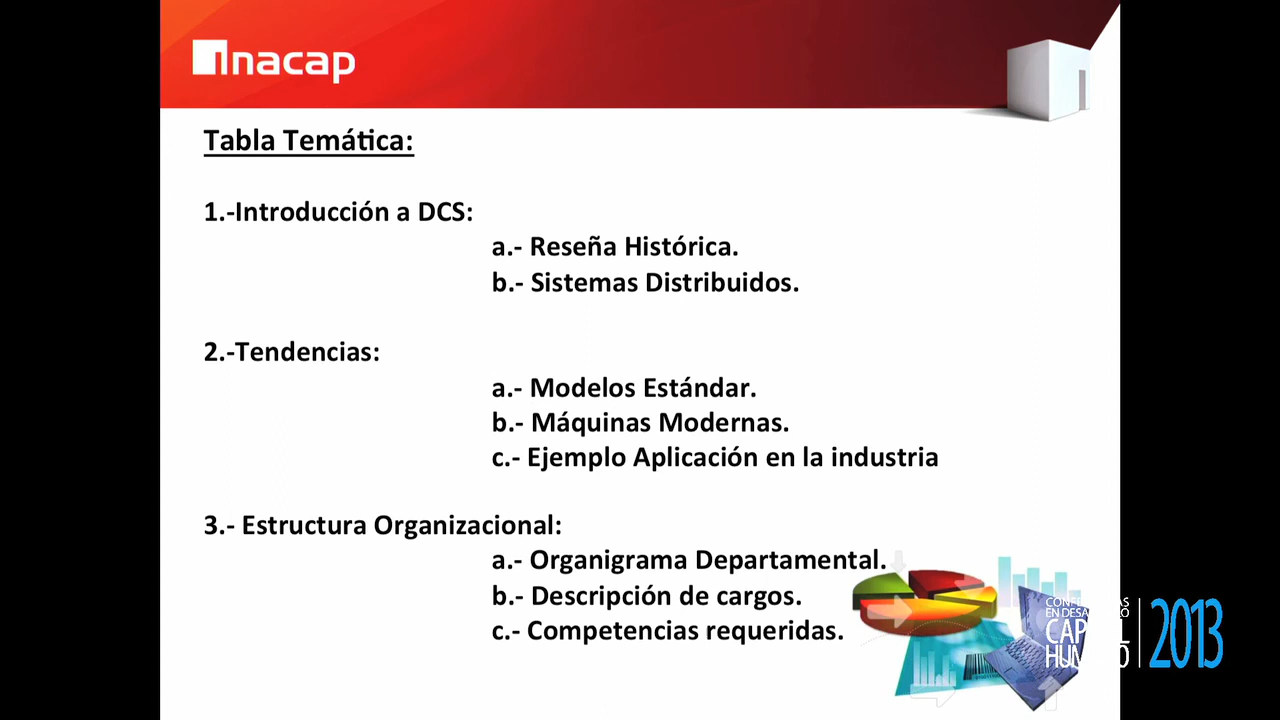 Inacap
Tabla Temática:
1.-Introducción a DCS:
a.- Reseña Histórica.
b.- Sistemas Distribuidos.
2.-Tendencias:
a.- Modelos Estándar.
b.- Máquinas Modernas.
c.- Ejemplo Aplicación en la industria
3.- Estructura Organizacional:
a.- Organigrama Departamental.
b.- Descripción de cargos.
c.- Competencias requeridas.
2013